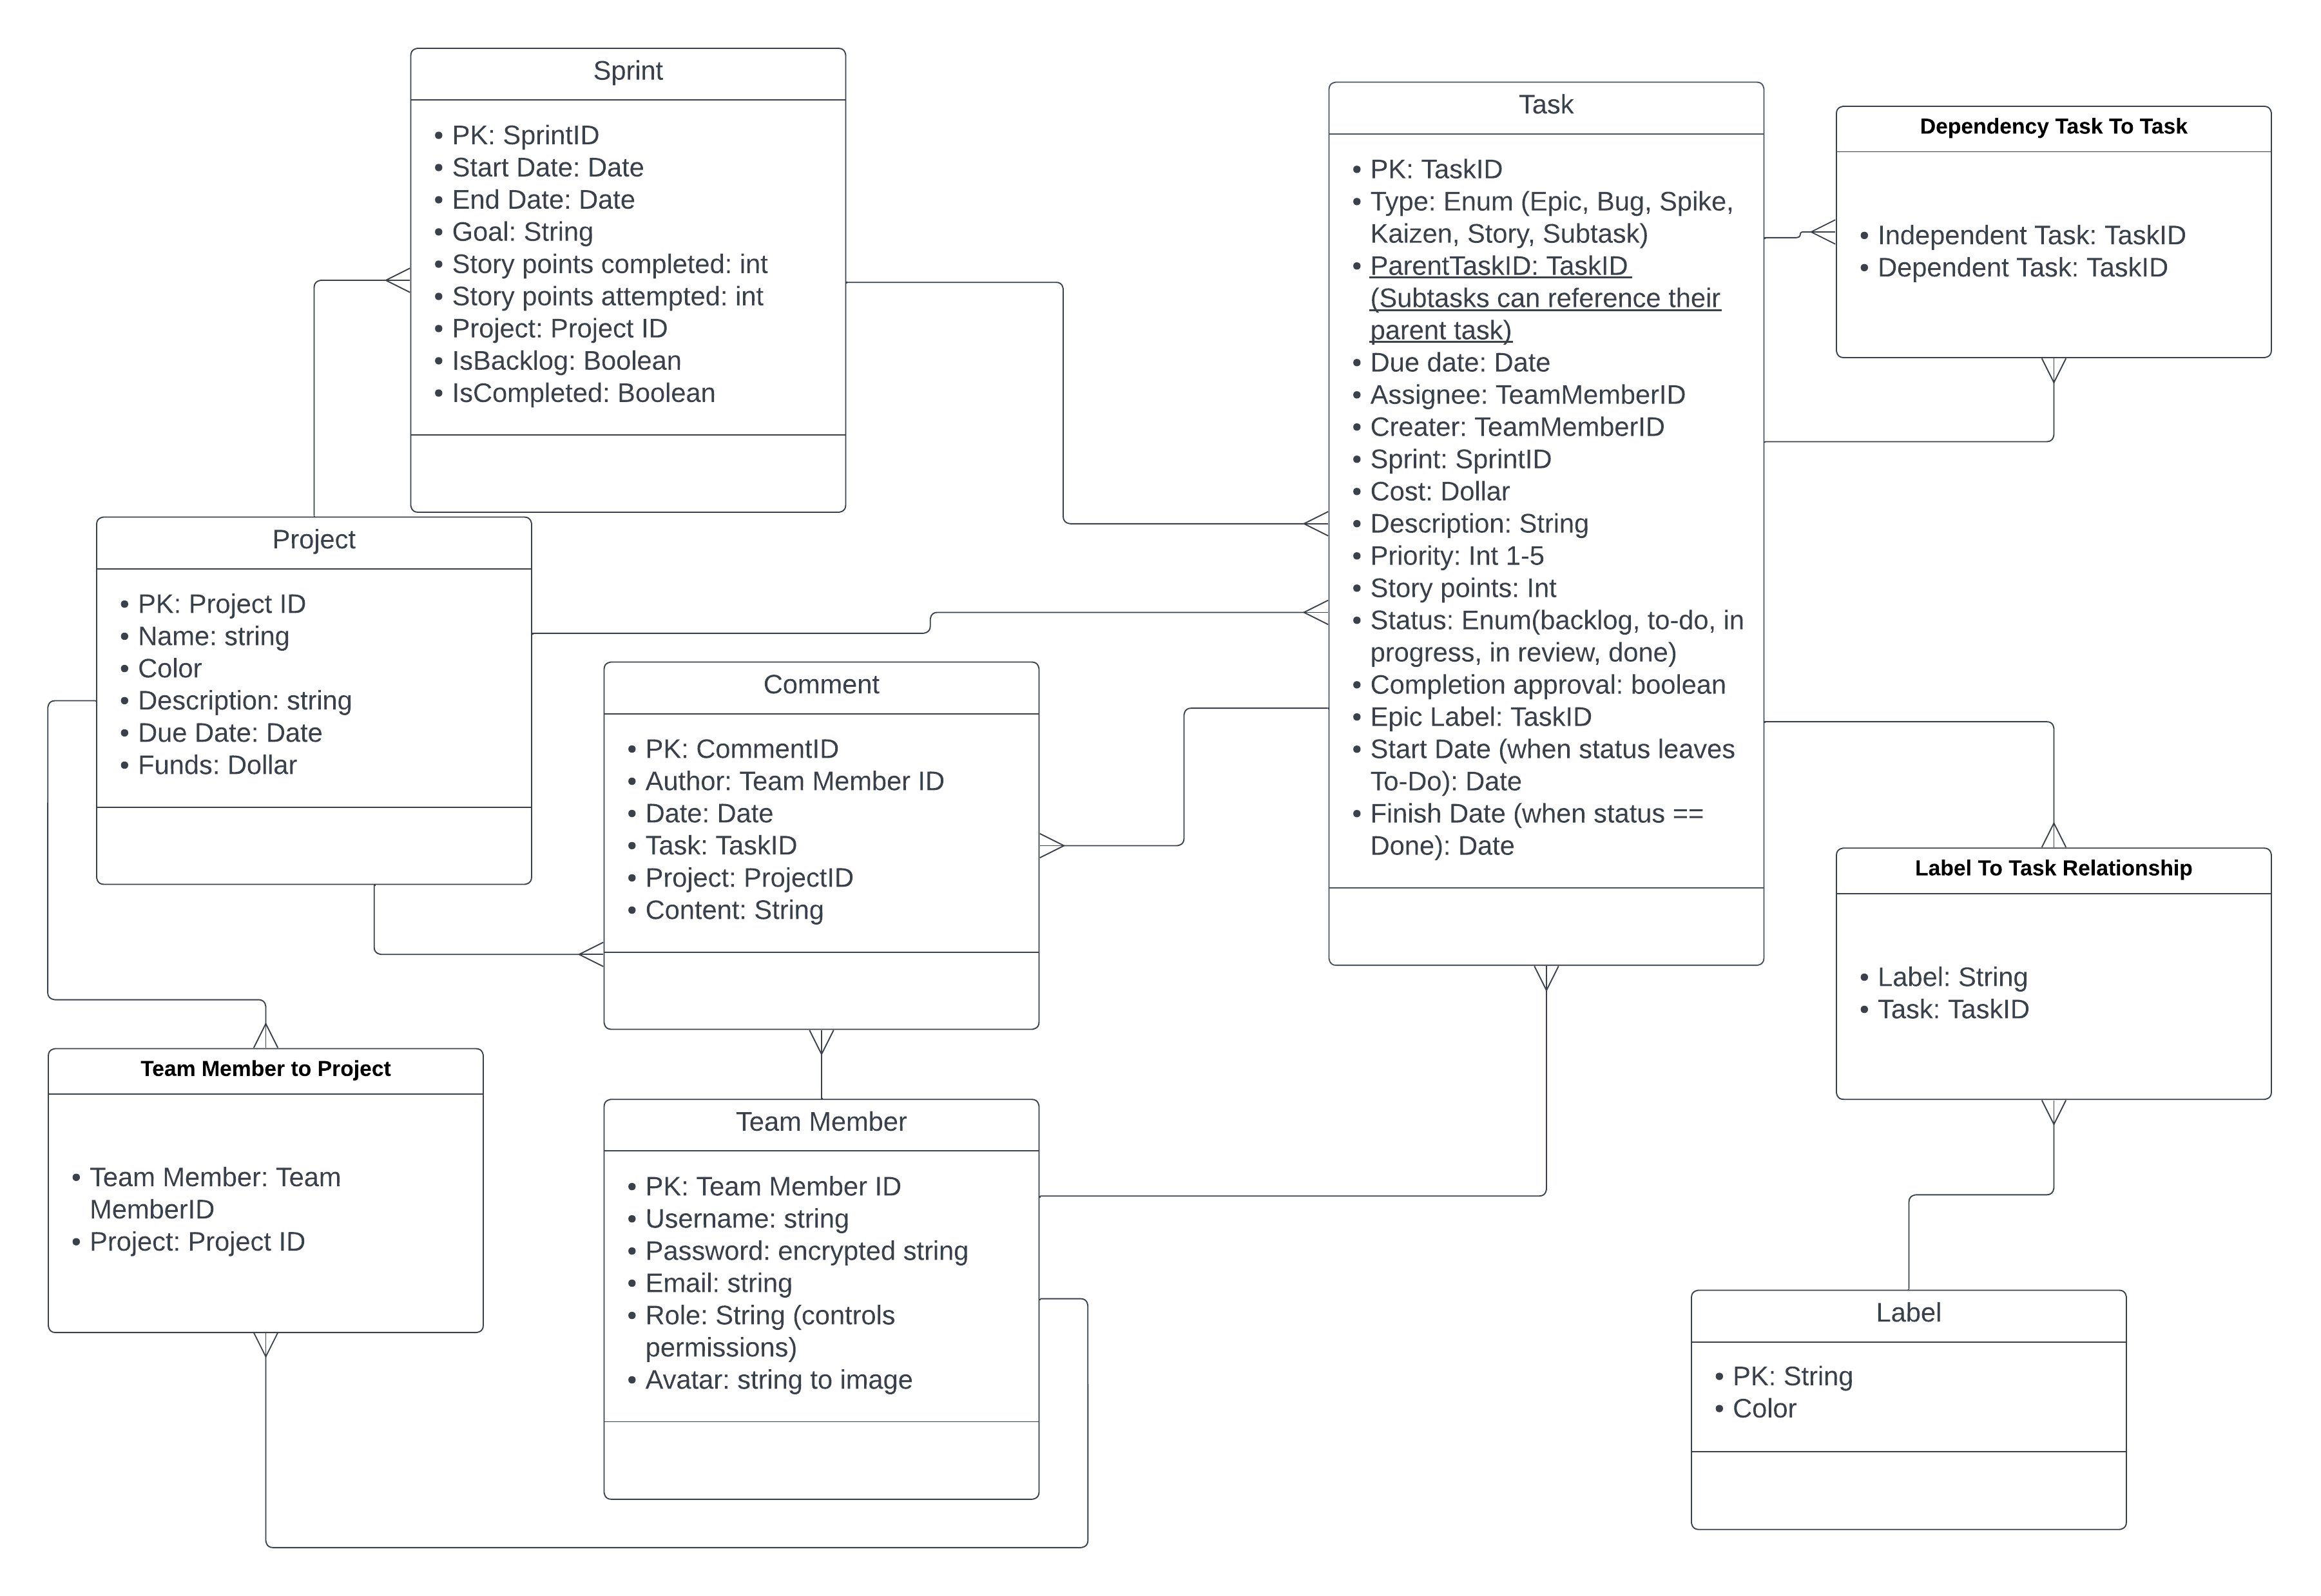 Sprint
• PK: SprintID
• Start Date: Date
• End Date: Date
• Goal: String
• Story points completed: int
• Story points attempted: int
• Project: Project ID
• IsBacklog: Boolean
• IsCompleted: Boolean
Task
• PK: TaskID
• Type: Enum (Epic, Bug, Spike,
Kaizen, Story, Subtask)
• ParentTaskID: TaskID
(Subtasks can reference their
parent task)
• Due date: Date
• Assignee: TeamMemberID
• Creater: TeamMemberID
• Sprint: SprintID
• Cost: Dollar
• Description: String
• Priority: Int 1-5
• Story points: Int
• Status: Enum(backlog, to-do, in
progress, in review, done)
• Completion approval: boolean
• Epic Label: TaskID
• Start Date (when status leaves
To-Do): Date
• Finish Date (when status ==
Done): Date
Dependency Task To Task
• Independent Task: TaskID
• Dependent Task: TaskID
Project
• PK: Project ID
• Name: string
• Color
• Description: string
• Due Date: Date
• Funds: Dollar
Comment
• PK: CommentID
• Author: Team Member ID
• Date: Date
• Task: TaskID
• Project: ProjectID
• Content: String
Label To Task Relationship
• Label: String
• Task: TaskID
Team Member to Project
• Team Member: Team
MemberID
• Project: Project ID
Team Member
• PK: Team Member ID
• Username: string
• Password: encrypted string
• Email: string
• Role: String (controls
permissions)
• Avatar: string to image
Label
• PK: String
• Color